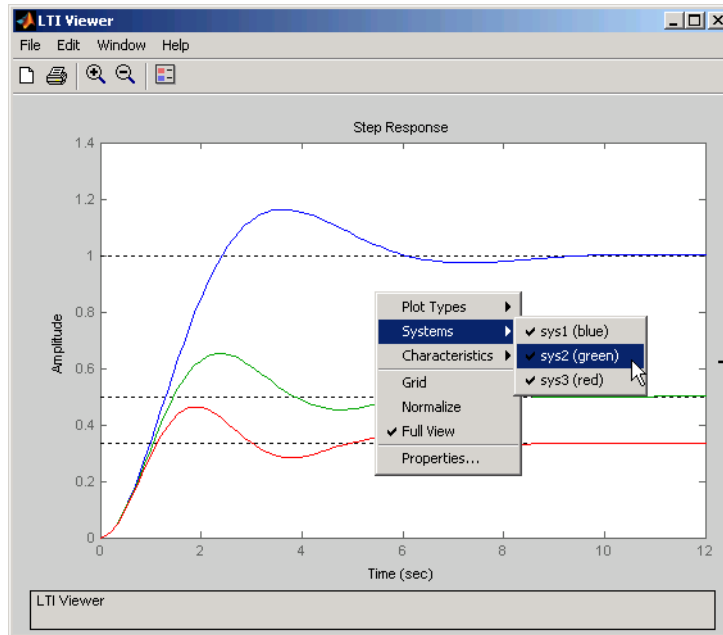 LTI Viewer
File Edit Window Help
Step Response
1.4
1.2
1
0.8
0.6
0.4
0.2
0
Amplitude
0 2 4 6 8 10 12
Time (sec)
Plot Types
Systems
Characteristics
Grid
Normalize
Full View
Properties...
sys1 (blue)
sys2 (green)
sys3 (red)
LTI Viewer